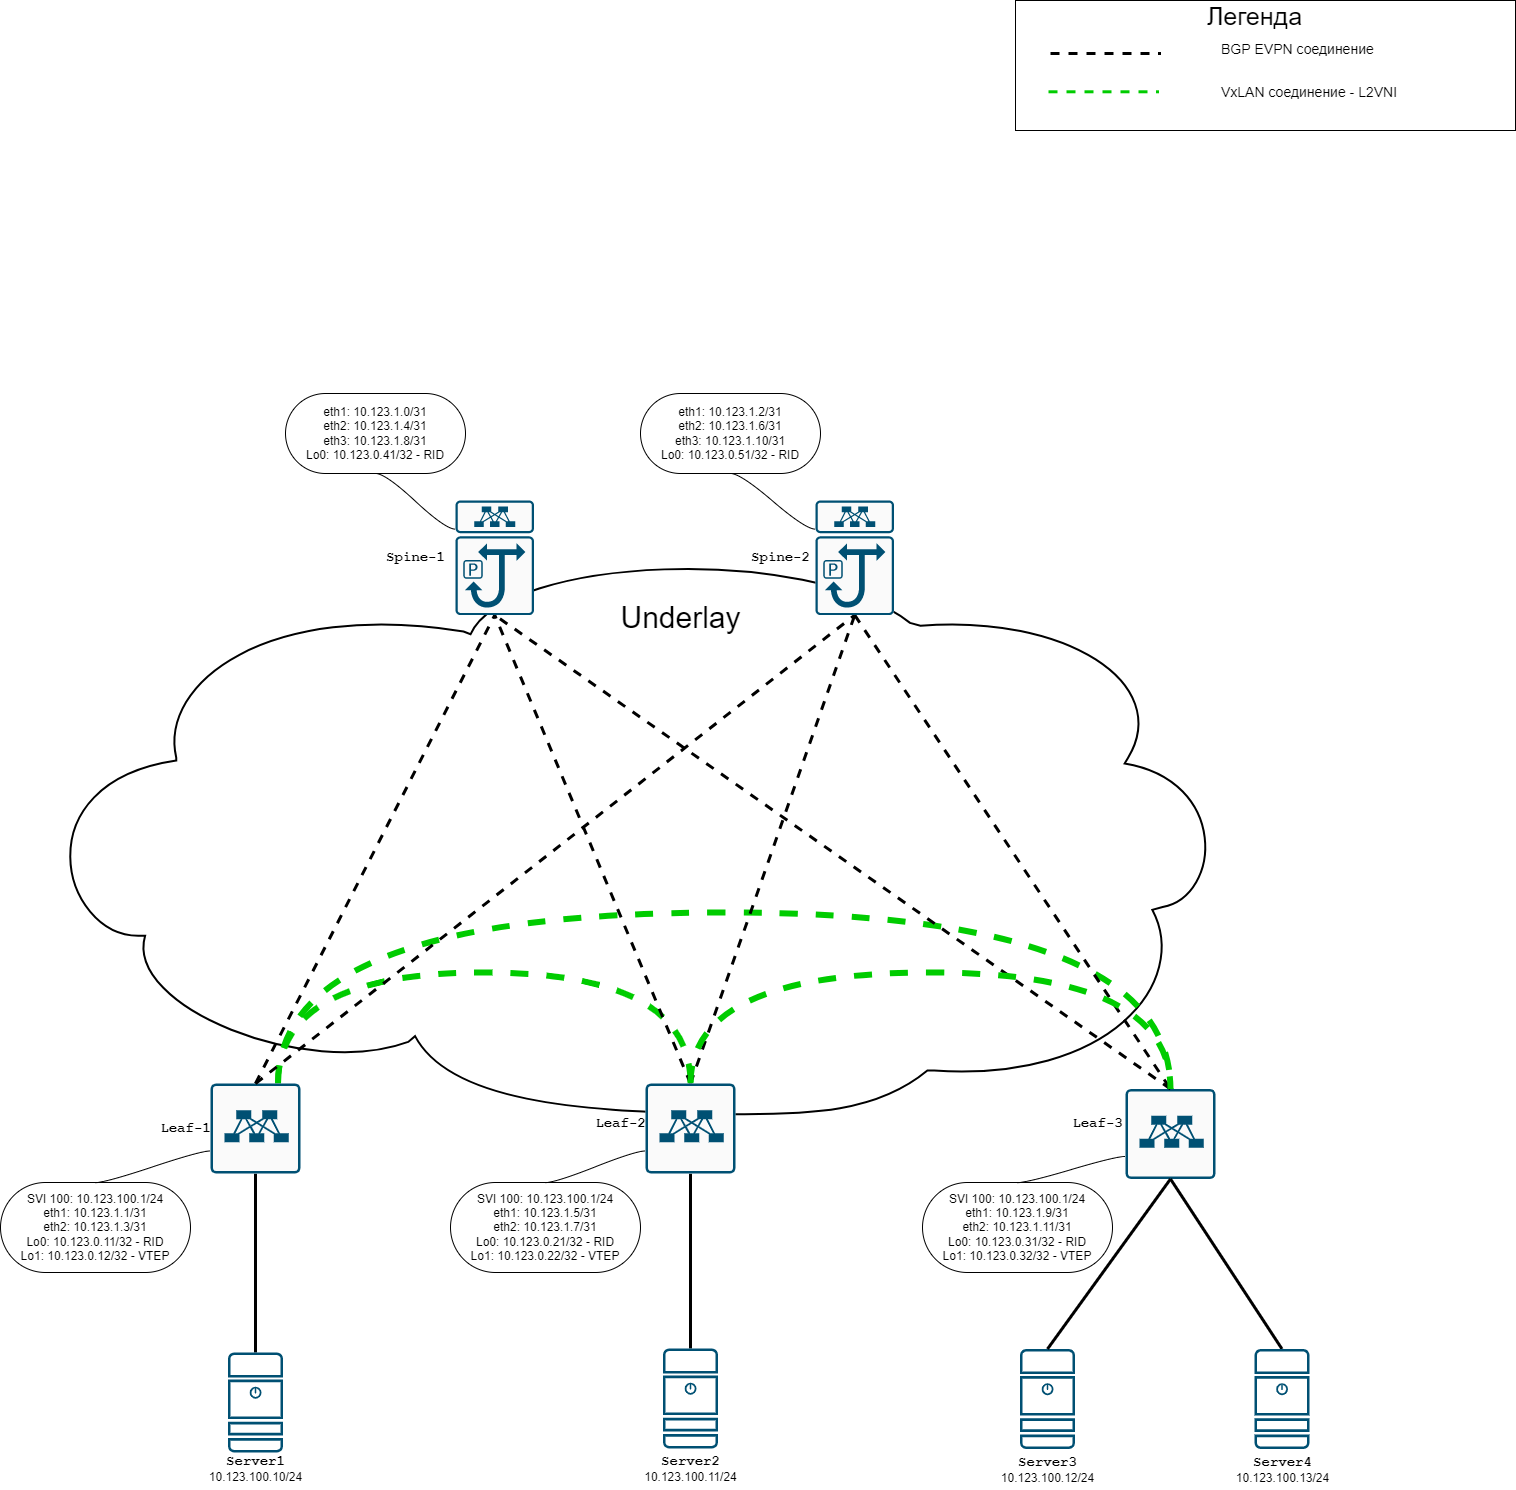 Легенда
BGP EVPN соединение
VxLAN соединение - L2VNI
eth1: 10.123.1.0/31
eth2: 10.123.1.4/31
eth3: 10.123.1.8/31
Lo0: 10.123.0.41/32 - RID
eth1: 10.123.1.2/31
eth2: 10.123.1.6/31
eth3: 10.123.1.10/31
Lo0: 10.123.0.51/32 - RID
Spine-1
P
Spine-2
P
Underlay
Leaf-1
Leaf-2
Leaf-3
SVI 100: 10.123.100.1/24
eth1: 10.123.1.1/31
eth2: 10.123.1.3/31
Lo0: 10.123.0.11/32 - RID
Lo1: 10.123.0.12/32 - VTEP
SVI 100: 10.123.100.1/24
eth1: 10.123.1.5/31
eth2: 10.123.1.7/31
Lo0: 10.123.0.21/32 - RID
Lo1: 10.123.0.22/32 - VTEP
SVI 100: 10.123.100.1/24
eth1: 10.123.1.9/31
eth2: 10.123.1.11/31
Lo0: 10.123.0.31/32 - RID
Lo1: 10.123.0.32/32 - VTEP
Server1
10.123.100.10/24
Server2
10.123.100.11/24
Server3
10.123.100.12/24
Server4
10.123.100.13/24